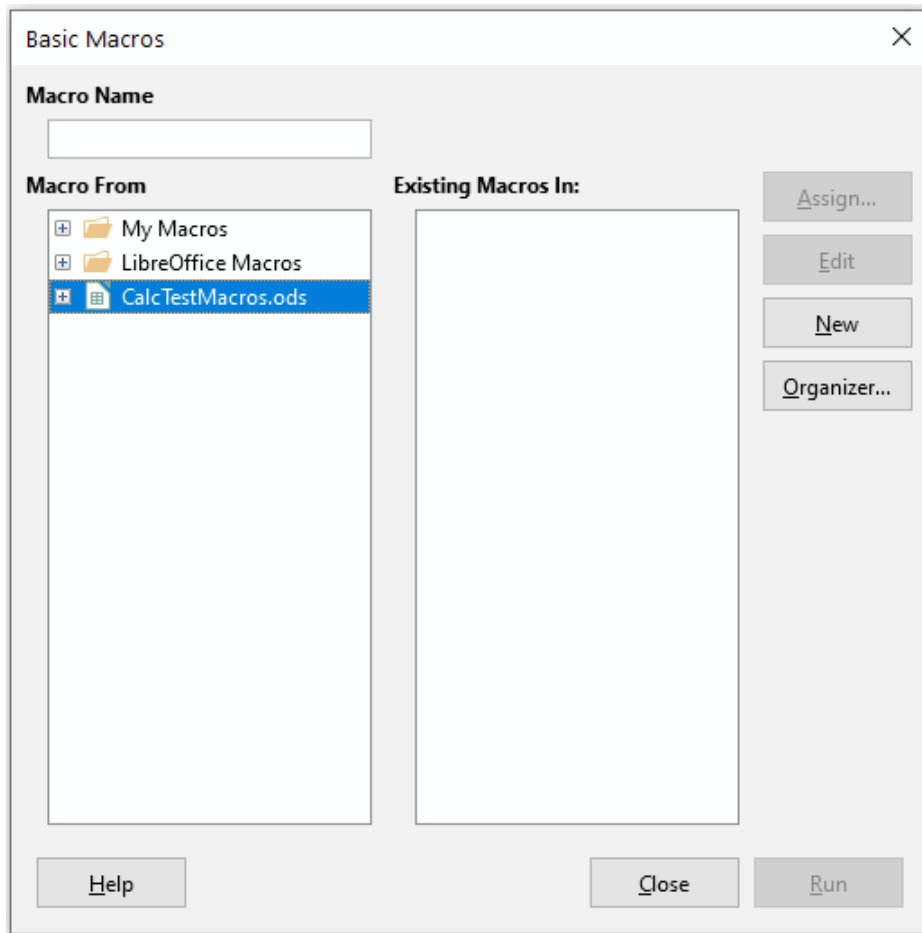 Basic Macros
Macro Name
Macro From
Existing Macros In:
My Macros
LibreOffice Macros
CalcTestMacros.ods
Assign...
Edit
New
Organizer...
Help
Close
Run